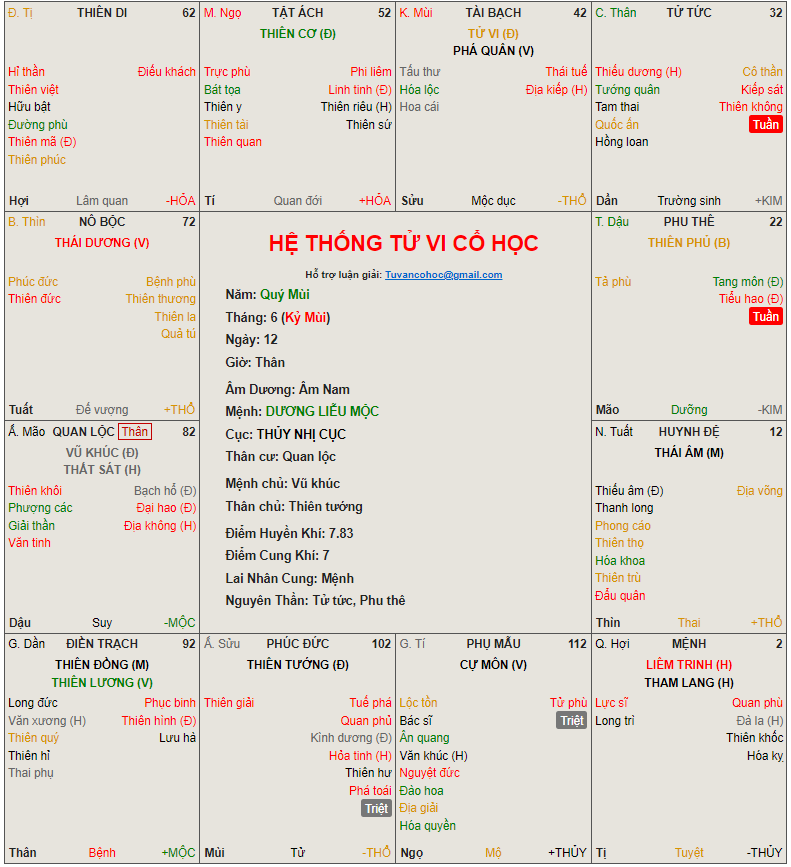 Đ. Tị THIÊN DI 62
Hỉ thần Điếu khách
Thiên việt
Hữu bật
Đường phù
Thiên mã (Đ)
Thiên phúc
Hợi Lâm quan -HỎA
M. Ngọ TẬT ÁCH 52
THIÊN CƠ (Đ)
Trực phù Phi liêm
Bát tọa Linh tinh (Đ)
Thiên y Thiên riêu (H)
Thiên tài Thiên sứ
Thiên quan
Tí Quan đới +HỎA
K. Mùi TÀI BẠCH 42
TỬ VI (Đ)
PHÁ QUÂN (V)
Tấu thư Thái tuế
Hóa lộc Địa kiếp (H)
Hoa cái
Sửu Mộc dục -THỔ
C. Thân TỬ TỨC 32
Thiếu dương (H) Cô thần
Tướng quân Kiếp sát
Tam thai Thiên không
Quốc ấn Tuần
Hồng loan
Dần Trường sinh +KIM
B. Thìn NÔ BỘC 72
THÁI DƯƠNG (V)
Phúc đức Bệnh phù
Thiên đức Thiên thương
Thiên la
Quả tú
Tuất Đế vượng +THỔ
HỆ THỐNG TỬ VI CỔ HỌC
Hỗ trợ luận giải: Tuvancohoc@gmail.com
Năm: Quý Mùi
Tháng: 6 (Kỷ Mùi)
Ngày: 12
Giờ: Thân
Âm Dương: Âm Nam
Mệnh: DƯƠNG LIỄU MỘC
Cục: THỦY NHỊ CỤC
Thân cư: Quan lộc
Mệnh chủ: Vũ khúc
Thân chủ: Thiên tướng
Điểm Huyền Khí: 7.83
Điểm Cung Khí: 7
Lai Nhân Cung: Mệnh
Nguyên Thần: Tử tức, Phu thê
T. Dậu PHU THÊ 22
THIÊN PHỦ (B)
Tả phù Tang môn (Đ)
Tiểu hao (Đ)
Tuần
Mão Dưỡng -KIM
Ấ. Mão QUAN LỘC Thân 82
VŨ KHÚC (Đ)
THẤT SÁT (H)
Thiên khôi Bạch hổ (Đ)
Phượng các Đại hao (Đ)
Giải thần Địa không (H)
Văn tinh
Dậu Suy -MỘC
N. Tuất HUYNH ĐỆ 12
THÁI ÂM (M)
Thiếu âm (Đ) Địa võng
Thanh long
Phong cáo
Thiên thọ
Hóa khoa
Thiên trù
Đẩu quân
Thìn Thai +THỔ
G. Dần ĐIỀN TRẠCH 92
THIÊN ĐỒNG (M)
THIÊN LƯƠNG (V)
Long đức Phục binh
Văn xương (H) Thiên hình (Đ)
Thiên quý Lưu hà
Thiên hỉ
Thai phụ
Thân Bệnh +MỘC
Ấ. Sửu PHÚC ĐỨC 102
THIÊN TƯỚNG (Đ)
Thiên giải Tuế phá
Quan phủ
Kình dương (Đ)
Hỏa tinh (H)
Thiên hư
Phá toái
Triệt
Mùi Tử -THỔ
G. Tí PHỤ MẪU 112
CỰ MÔN (V)
Lộc tồn Tử phù
Bác sĩ Triệt
Ân quang
Văn khúc (H)
Nguyệt đức
Đào hoa
Địa giải
Hóa quyền
Ngọ Mộ +THỦY
Q. Hợi MỆNH 2
LIÊM TRINH (H)
THAM LANG (H)
Lực sĩ Quan phù
Long trì Đà la (H)
Thiên khốc
Hóa kỵ
Tị Tuyệt -THỦY